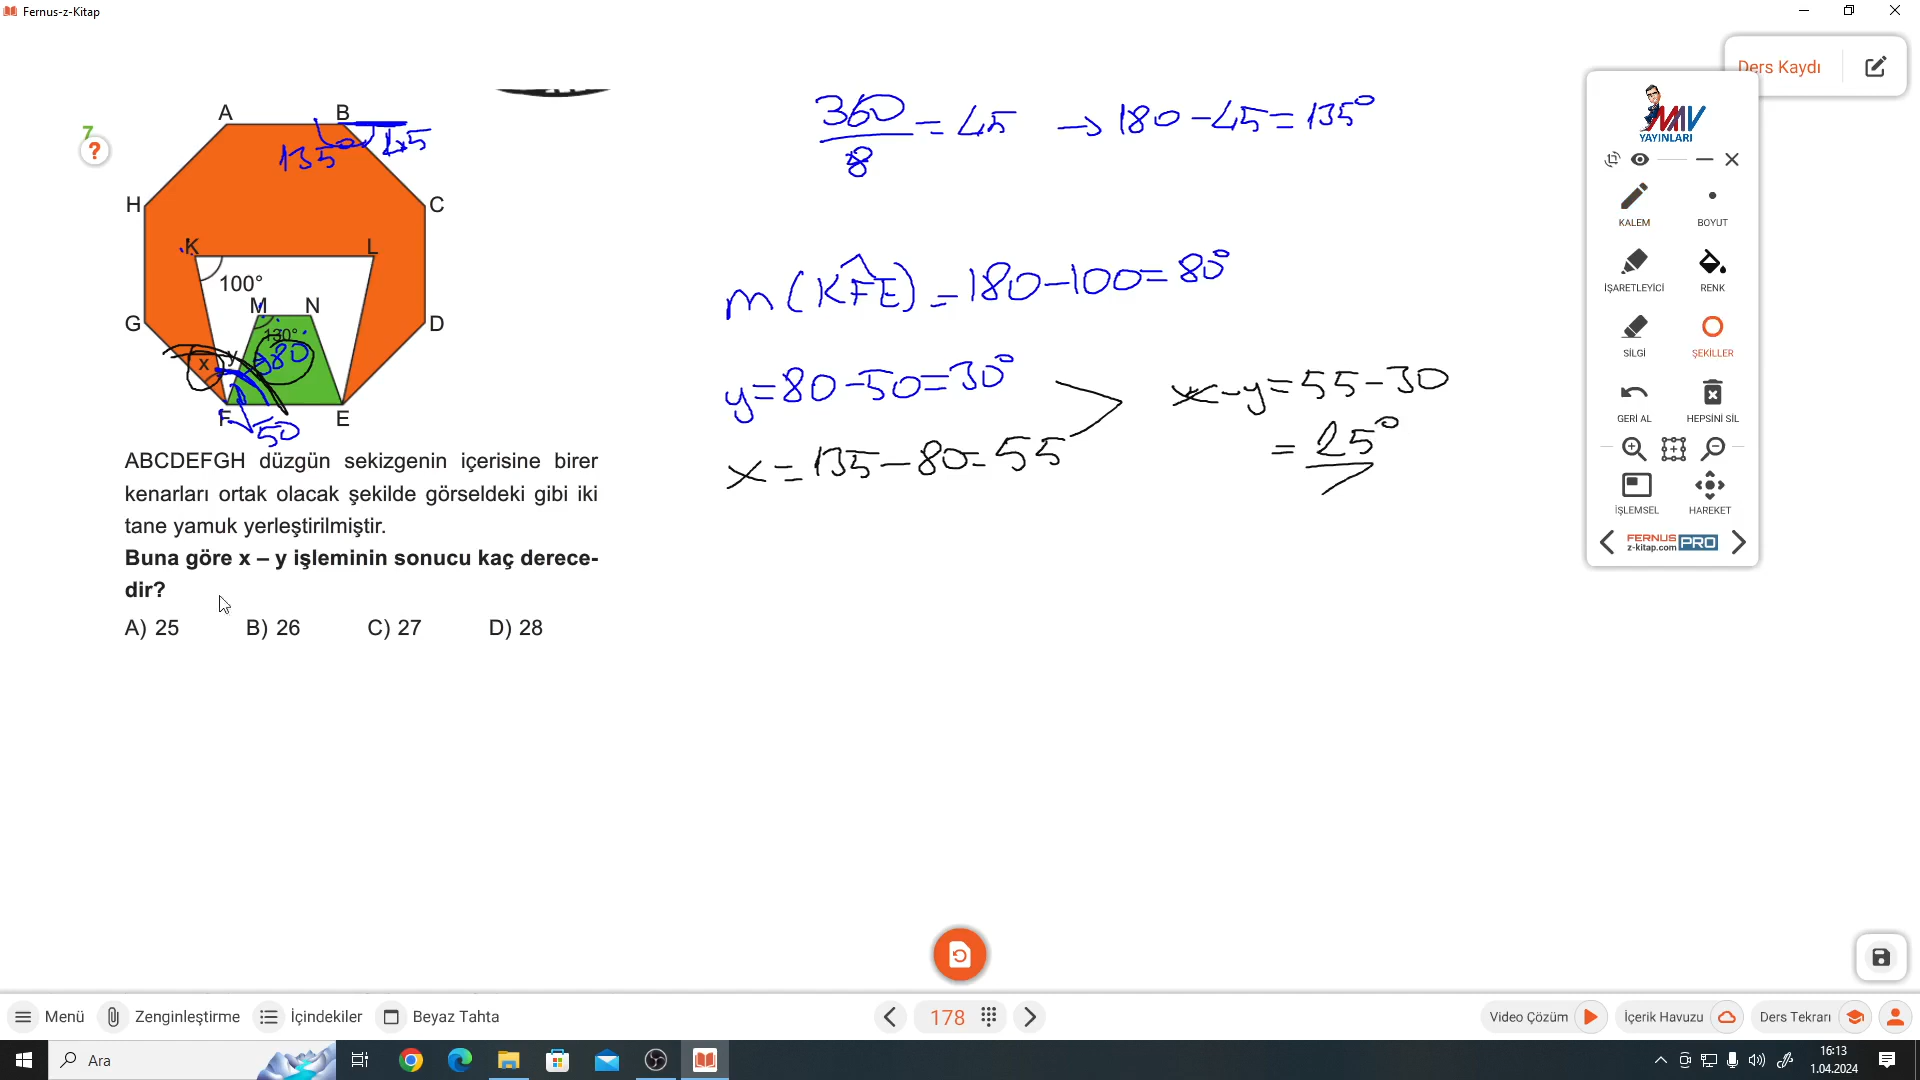 Fernus-z-Kitap
Ders Kaydı
MAV
YAYINLARI
KALEM
BOYUT
İŞARETLEYİCİ
RENK
SİLGİ
ŞEKİLLER
GERİ AL
HEPSİNİ SİL
İŞLEMSEL
HAREKET
FERNUS
z-kitap.com PRO
7
?
A B
H C
K L
100°
M N
G D
130°
x y
F E
135 45
80
50
360/8 = 45 → 180 - 45 = 135°
m(KFE) = 180 - 100 = 80°
y = 80 - 50 = 30°
x = 135 - 80 = 55
x - y = 55 - 30
= 25°
ABCDEFGH düzgün sekizgenin içerisine birer
kenarları ortak olacak şekilde görseldeki gibi iki
tane yamuk yerleştirilmiştir.
Buna göre x – y işleminin sonucu kaç derece-
dir?
A) 25 B) 26 C) 27 D) 28
Menü Zenginleştirme İçindekiler Beyaz Tahta
178
Video Çözüm İçerik Havuzu Ders Tekrarı
Ara
16:13
1.04.2024